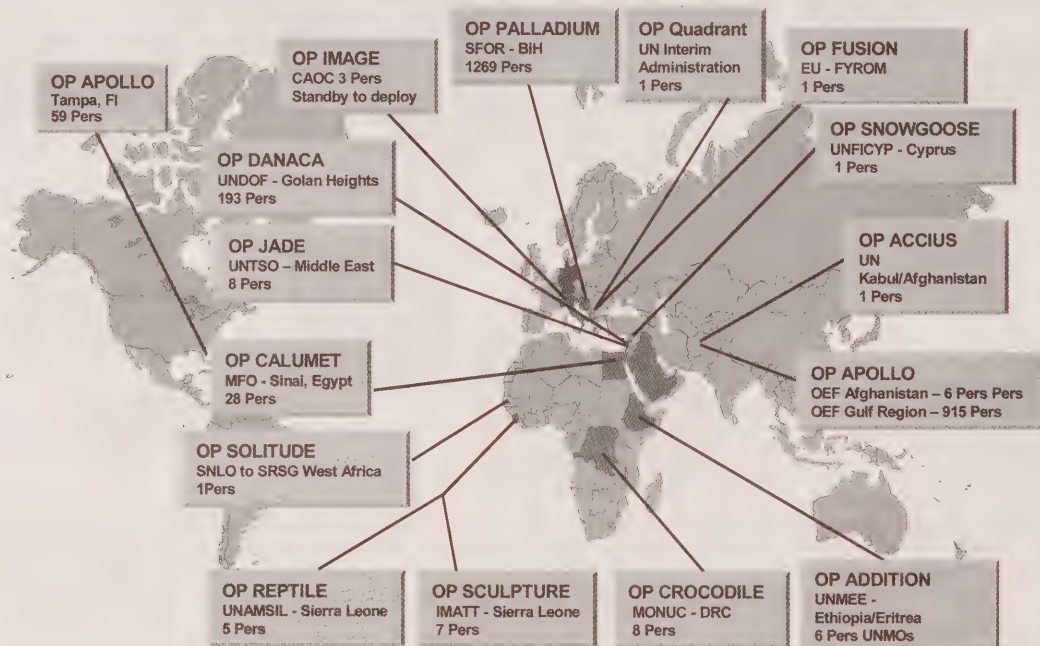 OP PALLADIUM
SFOR - BiH
1269 Pers
OP Quadrant
UN Interim
Administration
1 Pers
OP FUSION
EU - FYROM
1 Pers
OP IMAGE
CAOC 3 Pers
Standby to deploy
OP APOLLO
Tampa, Fl
59 Pers
OP SNOWGOOSE
UNFICYP - Cyprus
1 Pers
OP DANACA
UNDOF - Golan Heights
193 Pers
OP JADE
UNTSO – Middle East
8 Pers
OP ACCIUS
UN
Kabul/Afghanistan
1 Pers
OP CALUMET
MFO - Sinai, Egypt
28 Pers
OP APOLLO
OEF Afghanistan – 6 Pers Pers
OEF Gulf Region – 915 Pers
OP SOLITUDE
SNLO to SRSG West Africa
1Pers
OP REPTILE
UNAMSIL - Sierra Leone
5 Pers
OP SCULPTURE
IMATT - Sierra Leone
7 Pers
OP CROCODILE
MONUC - DRC
8 Pers
OP ADDITION
UNMEE -
Ethiopia/Eritrea
6 Pers UNMOs